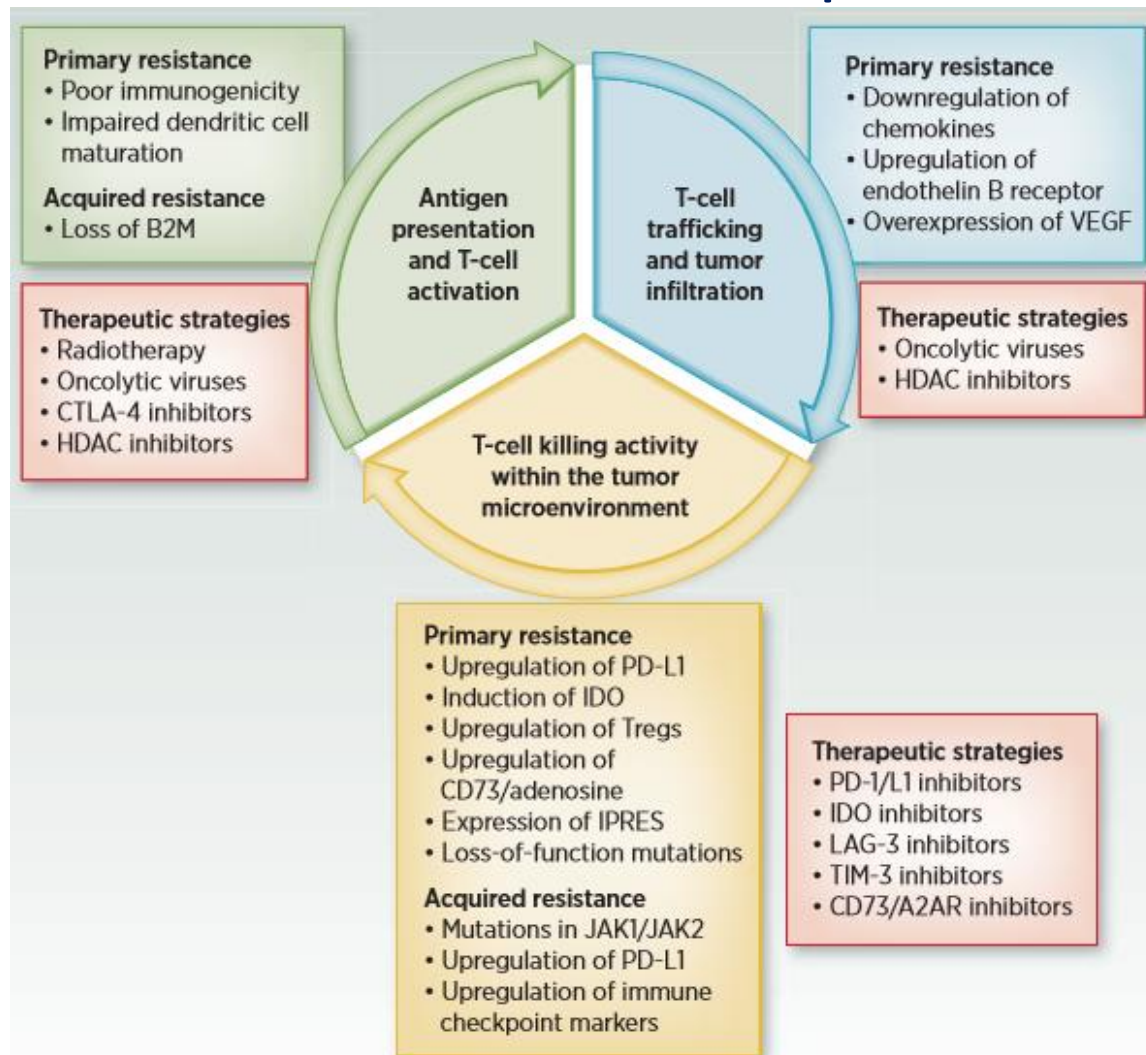 Primary resistance
• Poor immunogenicity
• Impaired dendritic cell
maturation
Acquired resistance
• Loss of B2M
Therapeutic strategies
• Radiotherapy
• Oncolytic viruses
• CTLA-4 inhibitors
• HDAC inhibitors
Antigen
presentation
and T-cell
activation
T-cell
trafficking
and tumor
infiltration
Primary resistance
• Downregulation of
chemokines
• Upregulation of
endothelin B receptor
• Overexpression of VEGF
Therapeutic strategies
• Oncolytic viruses
• HDAC inhibitors
T-cell killing activity
within the tumor
microenvironment
Primary resistance
• Upregulation of PD-L1
• Induction of IDO
• Upregulation of Tregs
• Upregulation of
CD73/adenosine
• Expression of IPRES
• Loss-of-function mutations
Acquired resistance
• Mutations in JAK1/JAK2
• Upregulation of PD-L1
• Upregulation of immune
checkpoint markers
Therapeutic strategies
• PD-1/L1 inhibitors
• IDO inhibitors
• LAG-3 inhibitors
• TIM-3 inhibitors
• CD73/A2AR inhibitors